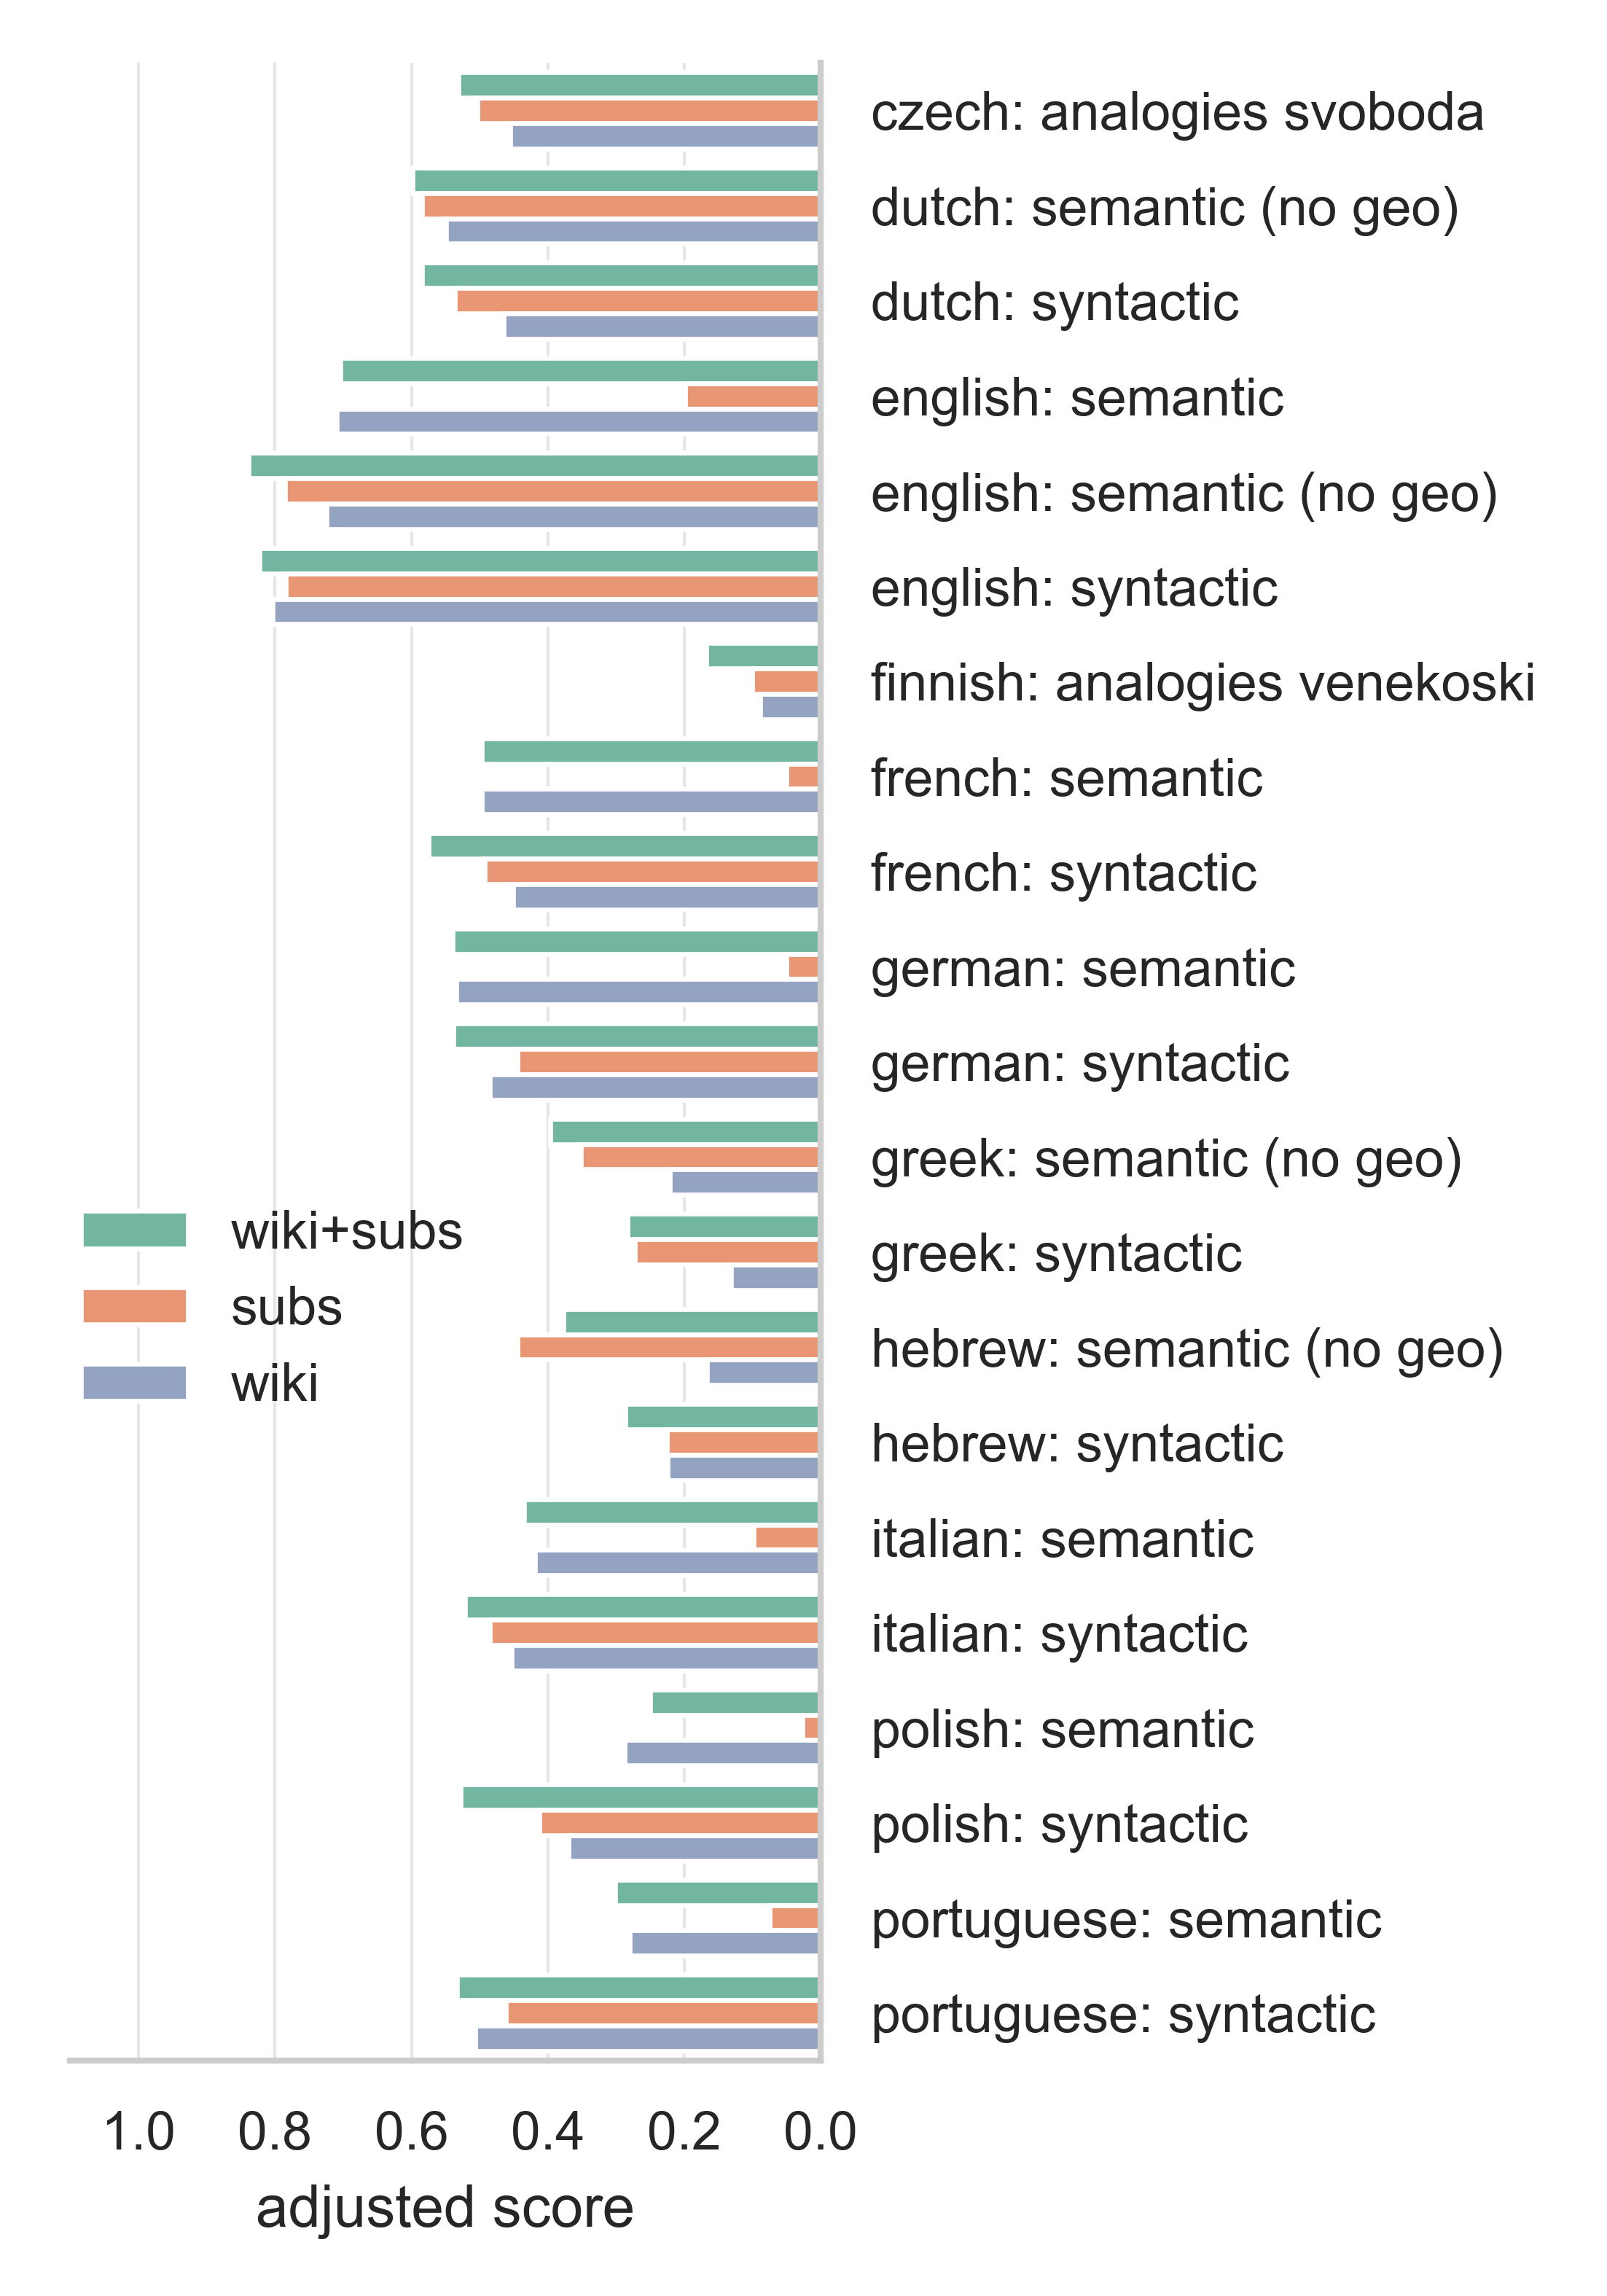 czech: analogies svoboda
dutch: semantic (no geo)
dutch: syntactic
english: semantic
english: semantic (no geo)
english: syntactic
finnish: analogies venekoski
french: semantic
french: syntactic
german: semantic
german: syntactic
greek: semantic (no geo)
greek: syntactic
hebrew: semantic (no geo)
hebrew: syntactic
italian: semantic
italian: syntactic
polish: semantic
polish: syntactic
portuguese: semantic
portuguese: syntactic
wiki+subs
subs
wiki
1.0 0.8 0.6 0.4 0.2 0.0
adjusted score